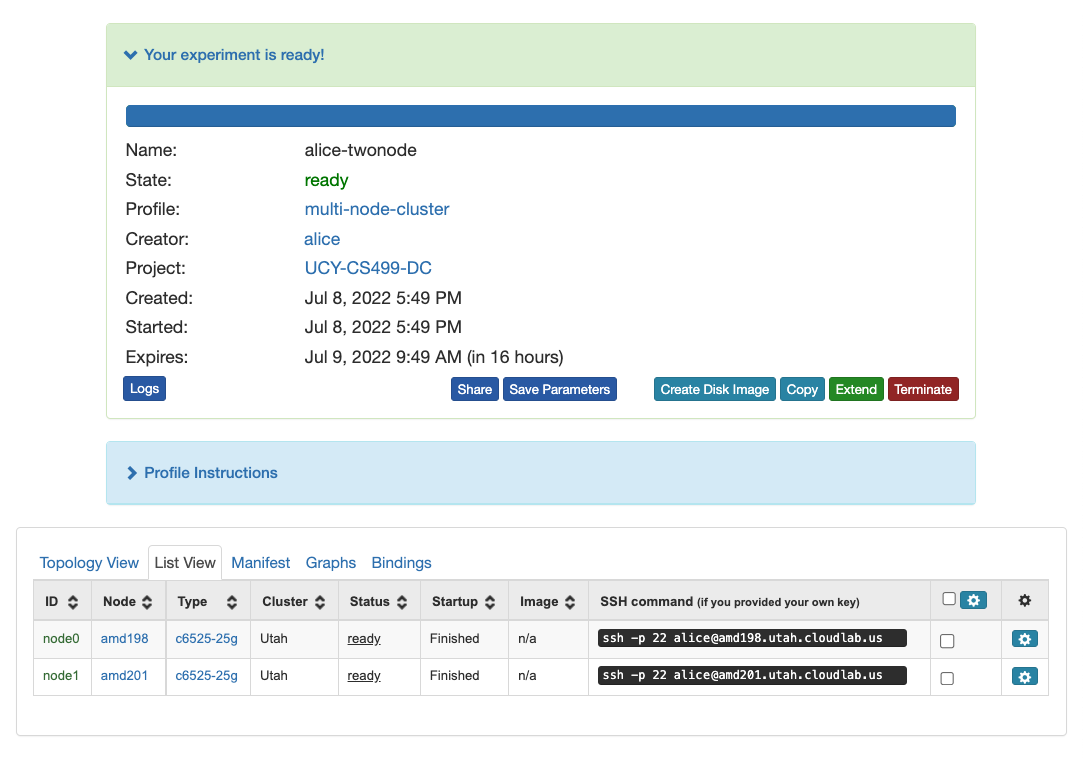 Your experiment is ready!
Name: alice-twonode
State: ready
Profile: multi-node-cluster
Creator: alice
Project: UCY-CS499-DC
Created: Jul 8, 2022 5:49 PM
Started: Jul 8, 2022 5:49 PM
Expires: Jul 9, 2022 9:49 AM (in 16 hours)
Logs Share Save Parameters Create Disk Image Copy Extend Terminate
Profile Instructions
Topology View List View Manifest Graphs Bindings
ID Node Type Cluster Status Startup Image SSH command (if you provided your own key)
node0 amd198 c6525-25g Utah ready Finished n/a ssh -p 22 alice@amd198.utah.cloudlab.us
node1 amd201 c6525-25g Utah ready Finished n/a ssh -p 22 alice@amd201.utah.cloudlab.us